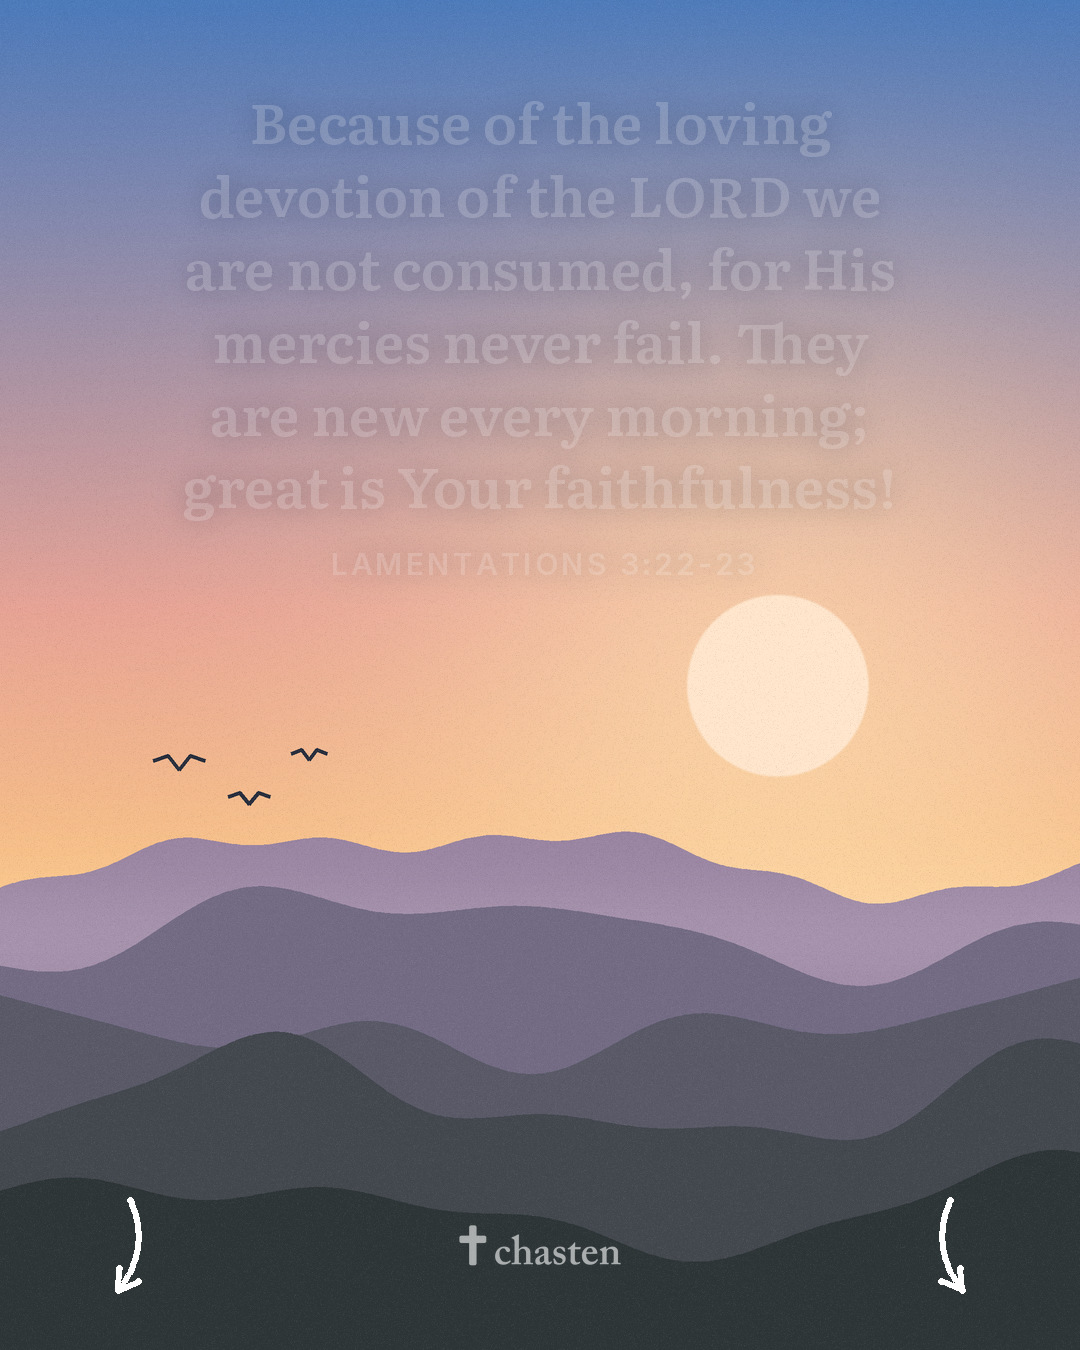 Because of the loving
devotion of the LORD we
are not consumed, for His
mercies never fail. They
are new every morning;
great is Your faithfulness!
LAMENTATIONS 3:22-23
chasten